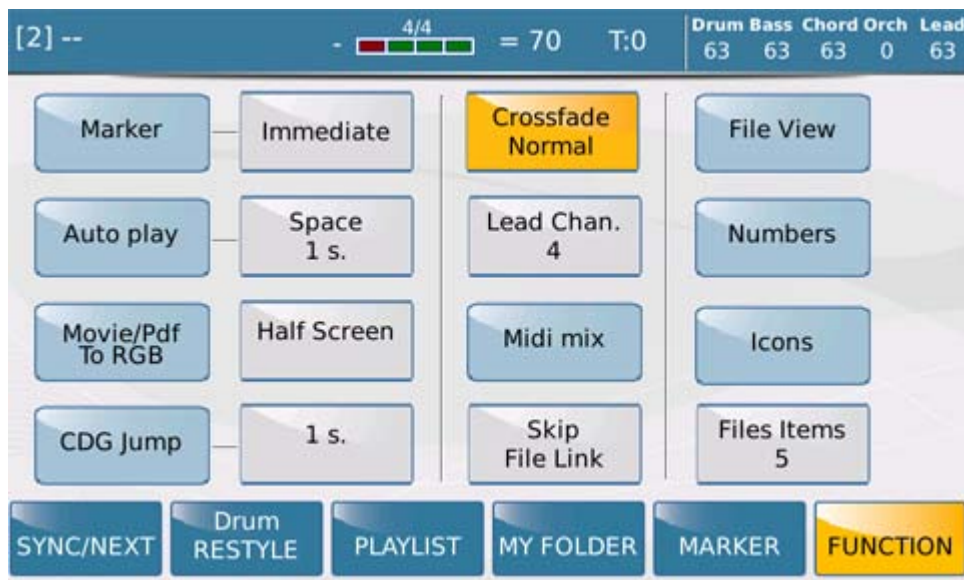 [2] --
- 4/4 = 70 T:0
Drum Bass Chord Orch Lead
63 63 63 0 63
Marker
Immediate
Crossfade
Normal
File View
Auto play
Space
1 s.
Lead Chan.
4
Numbers
Movie/Pdf
To RGB
Half Screen
Midi mix
Icons
CDG Jump
1 s.
Skip
File Link
Files Items
5
SYNC/NEXT
Drum
RESTYLE
PLAYLIST
MY FOLDER
MARKER
FUNCTION